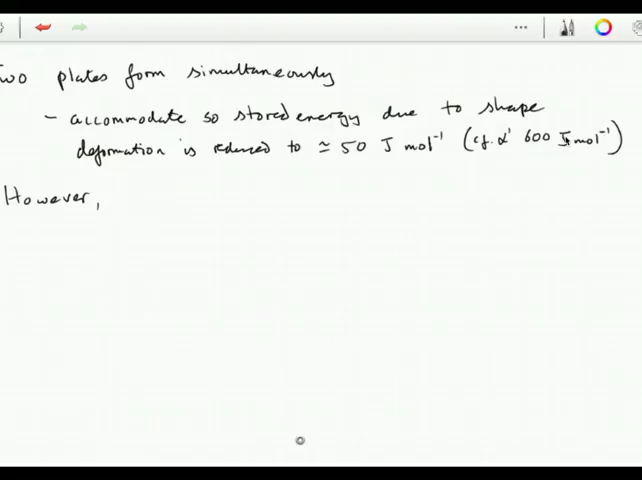 Two plates form simultaneously
- accommodate so stored energy due to shape
deformation is reduced to ≃ 50 J mol⁻¹ (cf. α' 600 J mol⁻¹)
However,